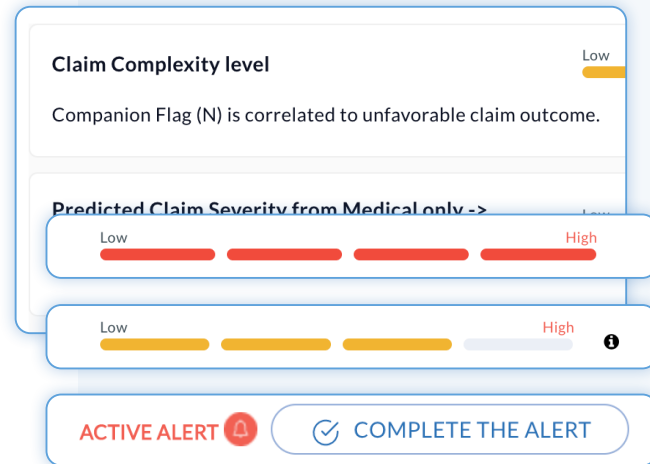 Claim Complexity level
Low
Companion Flag (N) is correlated to unfavorable claim outcome.
Predicted Claim Severity from Medical only ->
Low
Low
High
Low
High
ACTIVE ALERT
COMPLETE THE ALERT